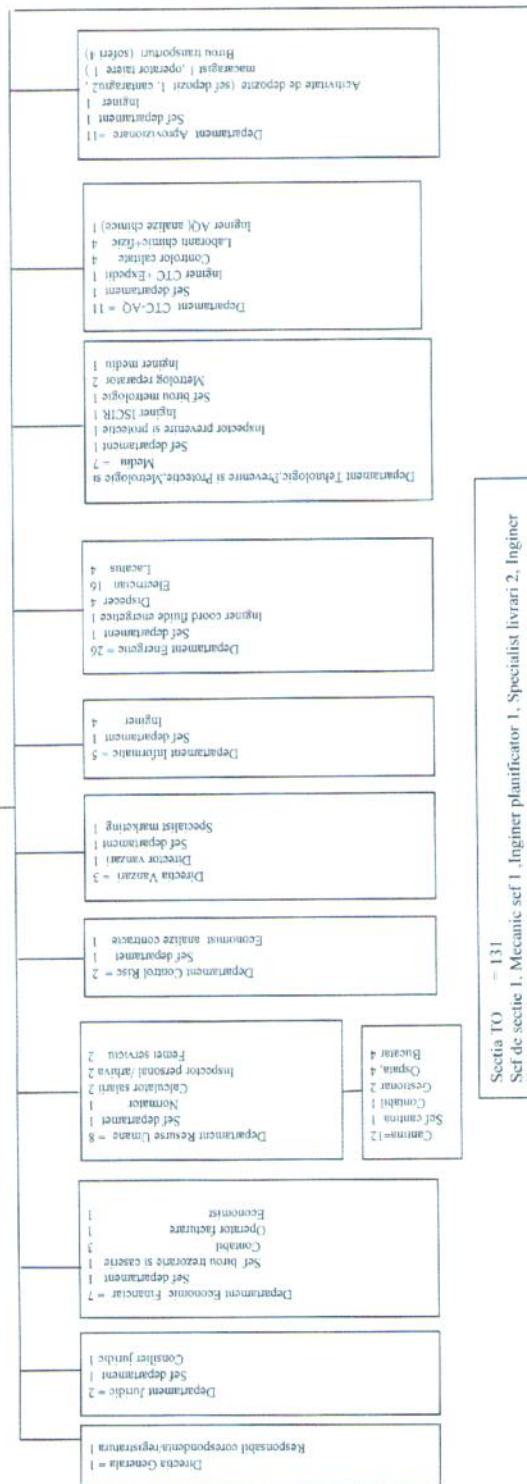 Directia Generala = 1
Responsabil corespondenta-registratura 1
Departament Juridic = 2
Sef departament 1
Consilier juridic 1
Departament Economic Financiar = 7
Sef departament 1
Sef birou trezorarie si caserie 1
Contabil 3
Operator facturare 1
Economist 1
Departament Resurse Umane = 8
Sef departamet 1
Normator 1
Calculator salarii 2
Inspector personal /arhiva 2
Femei serviciu 2
Cantina=12
Sef cantina 1
Contabil 1
Gestionar 2
Ospata, 4
Bucatar 4
Departament Control Risc = 2
Sef departamet 1
Economist analize contracte 1
Directia Vanzari = 3
Director vanzari 1
Sef departament 1
Specialist marketing 1
Departament Informatic = 5
Sef departament 1
Inginer 4
Departament Energetic = 26
Sef departament 1
Inginer coord fluide energetice 1
Dispecer 4
Electrician 16
Lacatus 4
Departament Tehnologic,Prevenire si Protectie,Metrologie si
Mediu = 7
Sef departament 1
Inspector prevenire si protectie 1
Inginer ISCIR 1
Sef birou metrologie 1
Metrolog reparator 2
Inginer mediu 1
Departament CTC-AQ = 11
Sef departament 1
Inginer CTC +Expeditii 1
Controlor calitate 4
Laboranti chimic+fizic 4
Inginer AQ( analize chimice) 1
Departament Aprovizionare =11
Sef departament 1
Inginer 1
Activitate de depozite (sef depozit 1, cantaragiu2 ,
macaragist 1 ,operator taiere 1 )
Birou transporturi (soferi 4)
Sectia TO = 131
Sef de sectie 1, Mecanic sef 1 ,Inginer planificator 1, Specialist livrari 2, Inginer